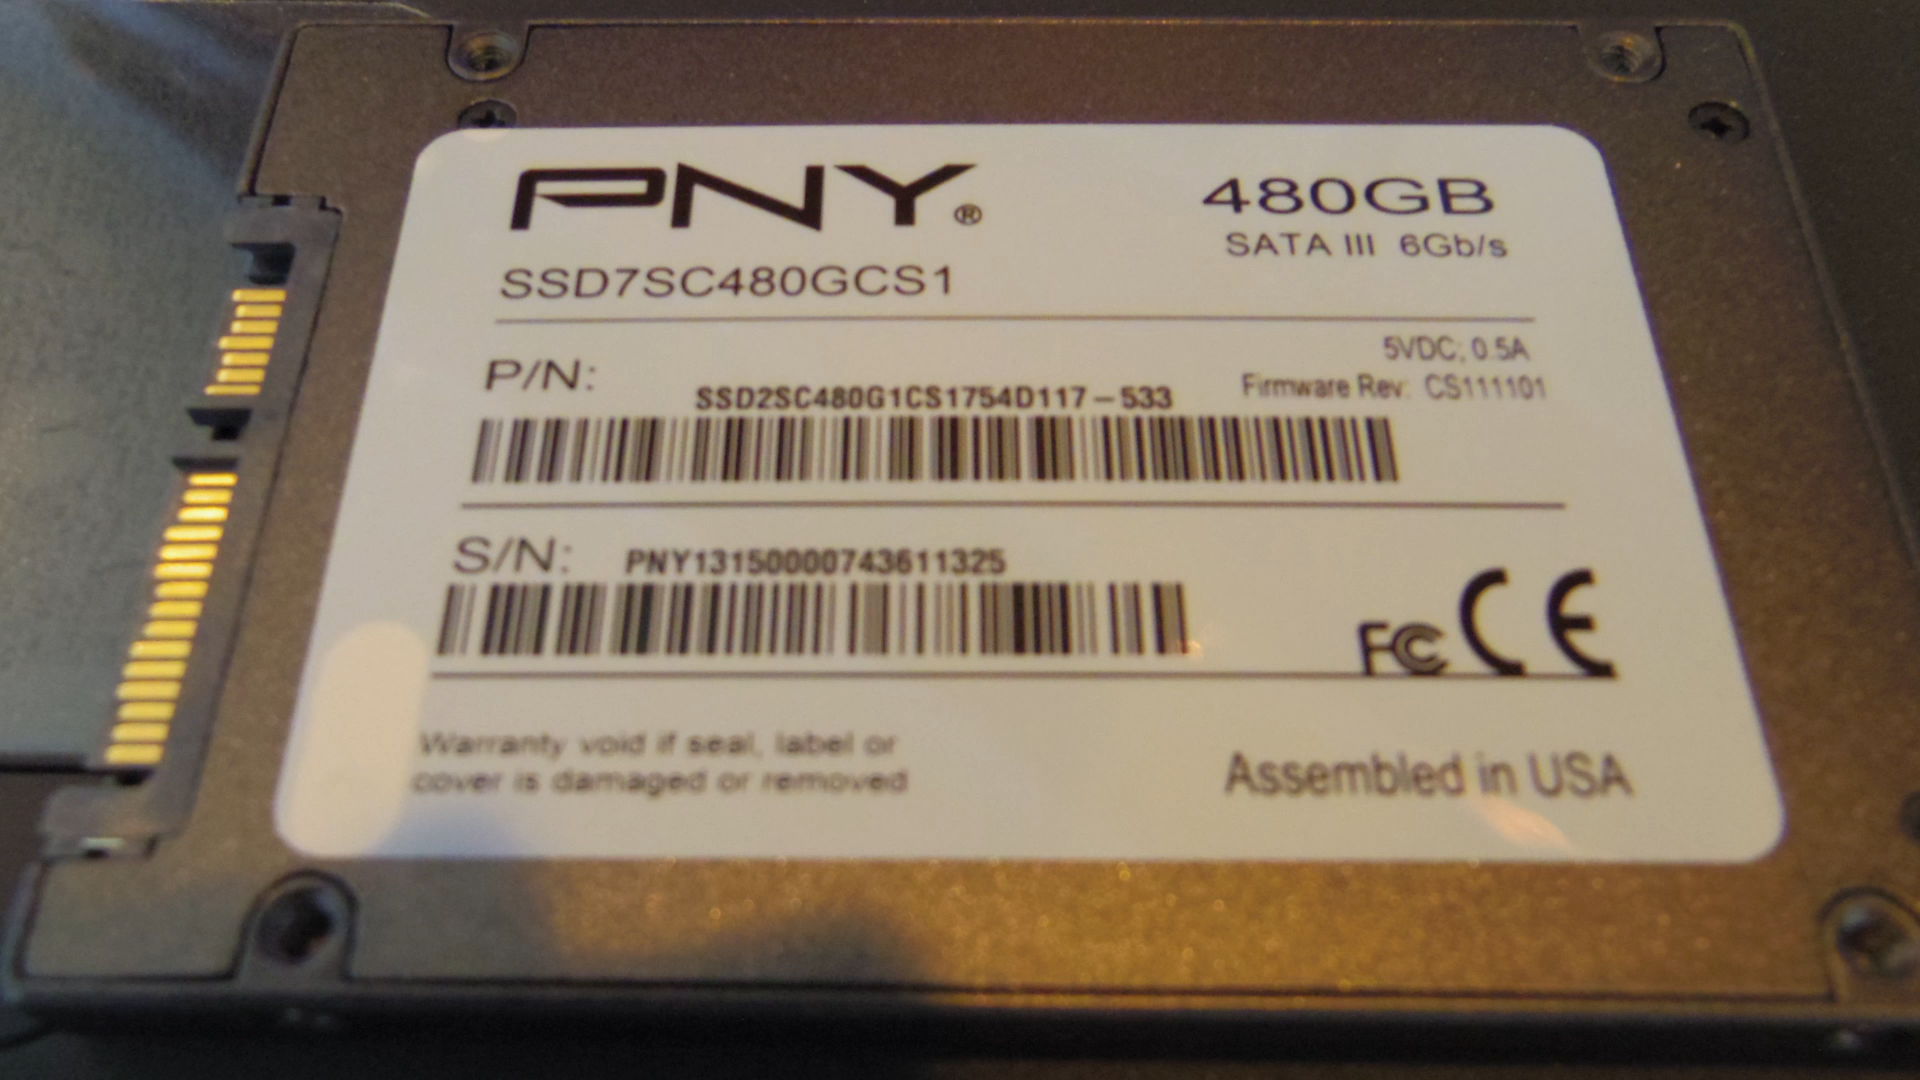 PNY®
480GB
SATA III 6Gb/s
SSD7SC480GCS1
5VDC; 0.5A
P/N:
SSD2SC480G1CS1754D117-533
Firmware Rev: CS111101
S/N: PNY13150000743611325
FC CE
Warranty void if seal, label or
cover is damaged or removed
Assembled in USA